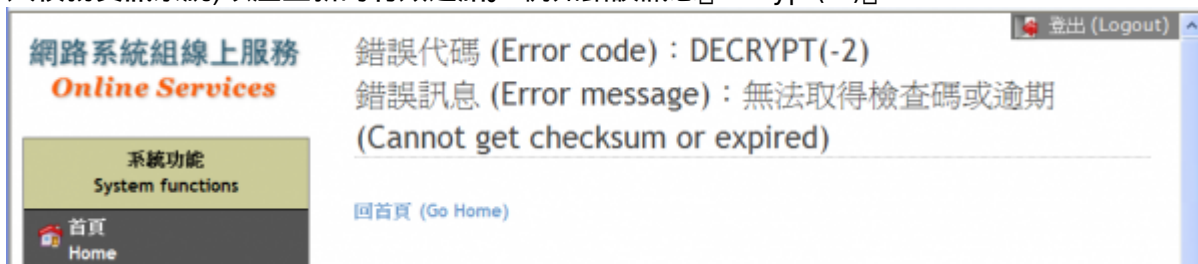 登出 (Logout)
網路系統組線上服務
Online Services
錯誤代碼 (Error code)：DECRYPT(-2)
錯誤訊息 (Error message)：無法取得檢查碼或逾期
(Cannot get checksum or expired)
系統功能
System functions
回首頁 (Go Home)
首頁
Home